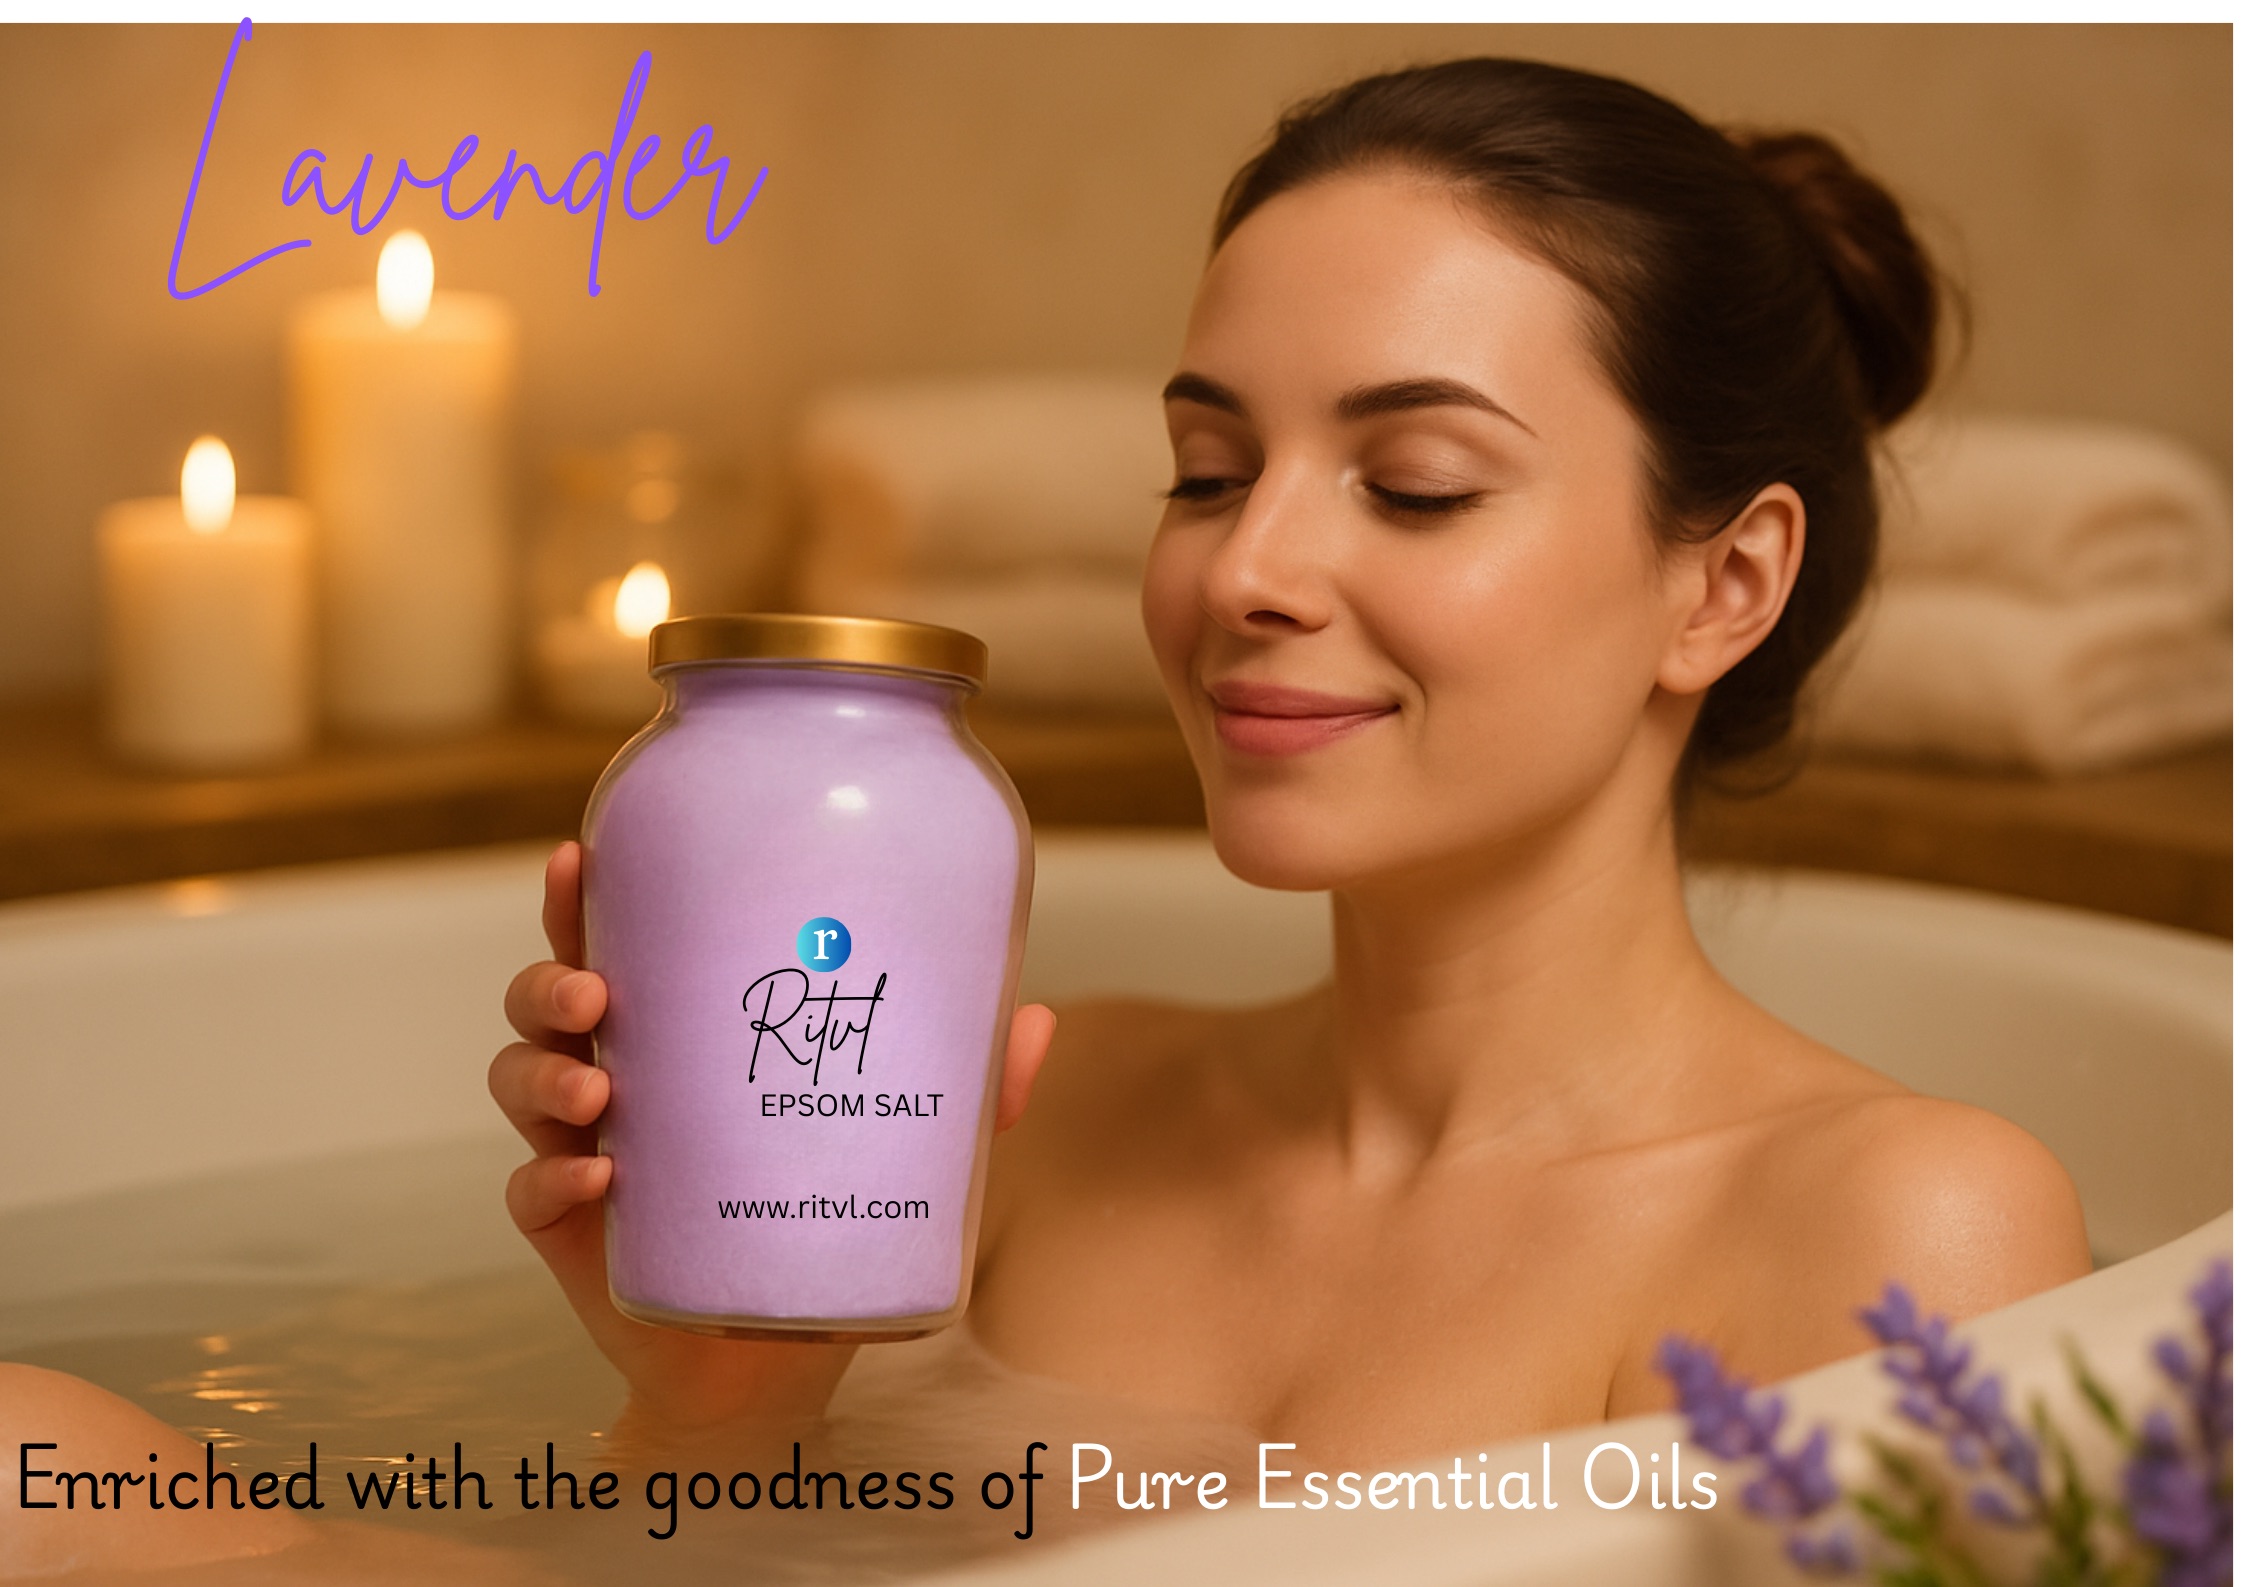 Lavender
r
Ritvl
EPSOM SALT
www.ritvl.com
Enriched with the goodness of Pure Essential Oils